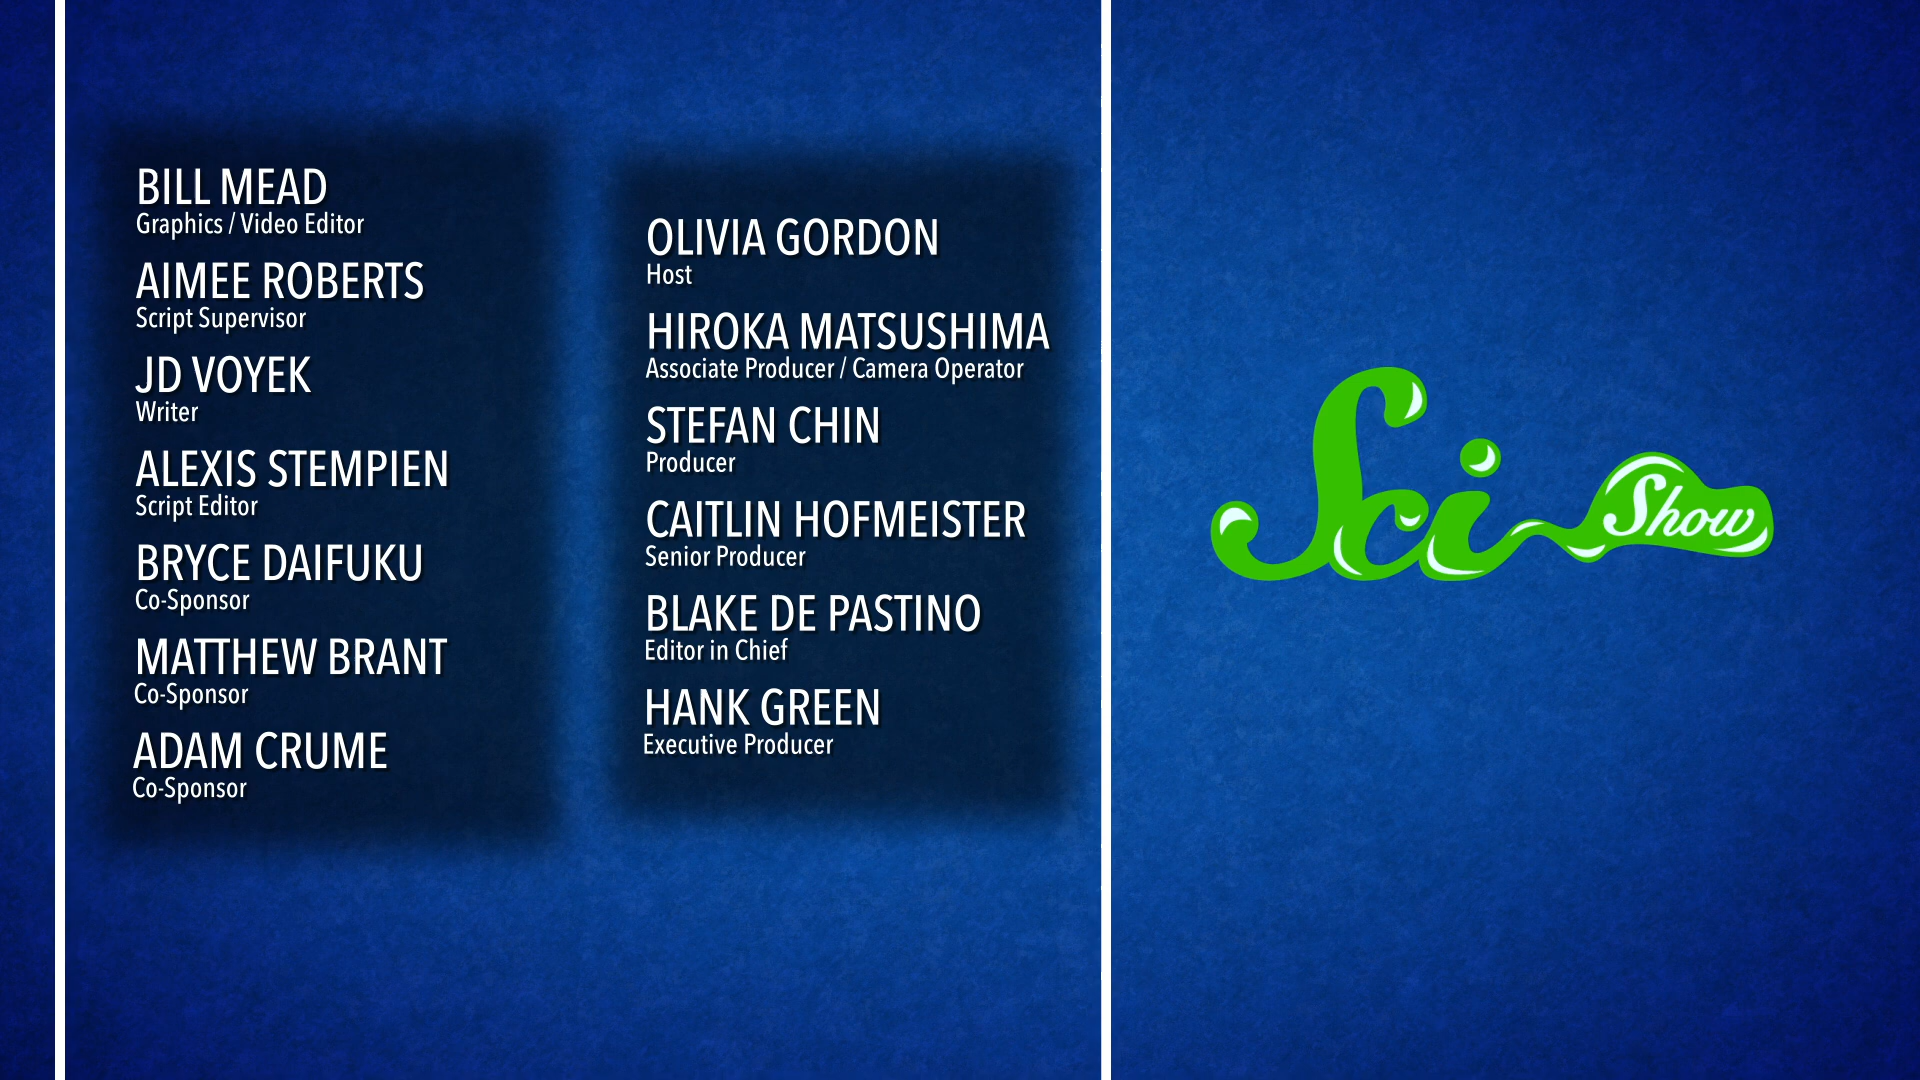 BILL MEAD
Graphics / Video Editor
AIMEE ROBERTS
Script Supervisor
JD VOYEK
Writer
ALEXIS STEMPIEN
Script Editor
BRYCE DAIFUKU
Co-Sponsor
MATTHEW BRANT
Co-Sponsor
ADAM CRUME
Co-Sponsor
OLIVIA GORDON
Host
HIROKA MATSUSHIMA
Associate Producer / Camera Operator
STEFAN CHIN
Producer
CAITLIN HOFMEISTER
Senior Producer
BLAKE DE PASTINO
Editor in Chief
HANK GREEN
Executive Producer
Sci Show